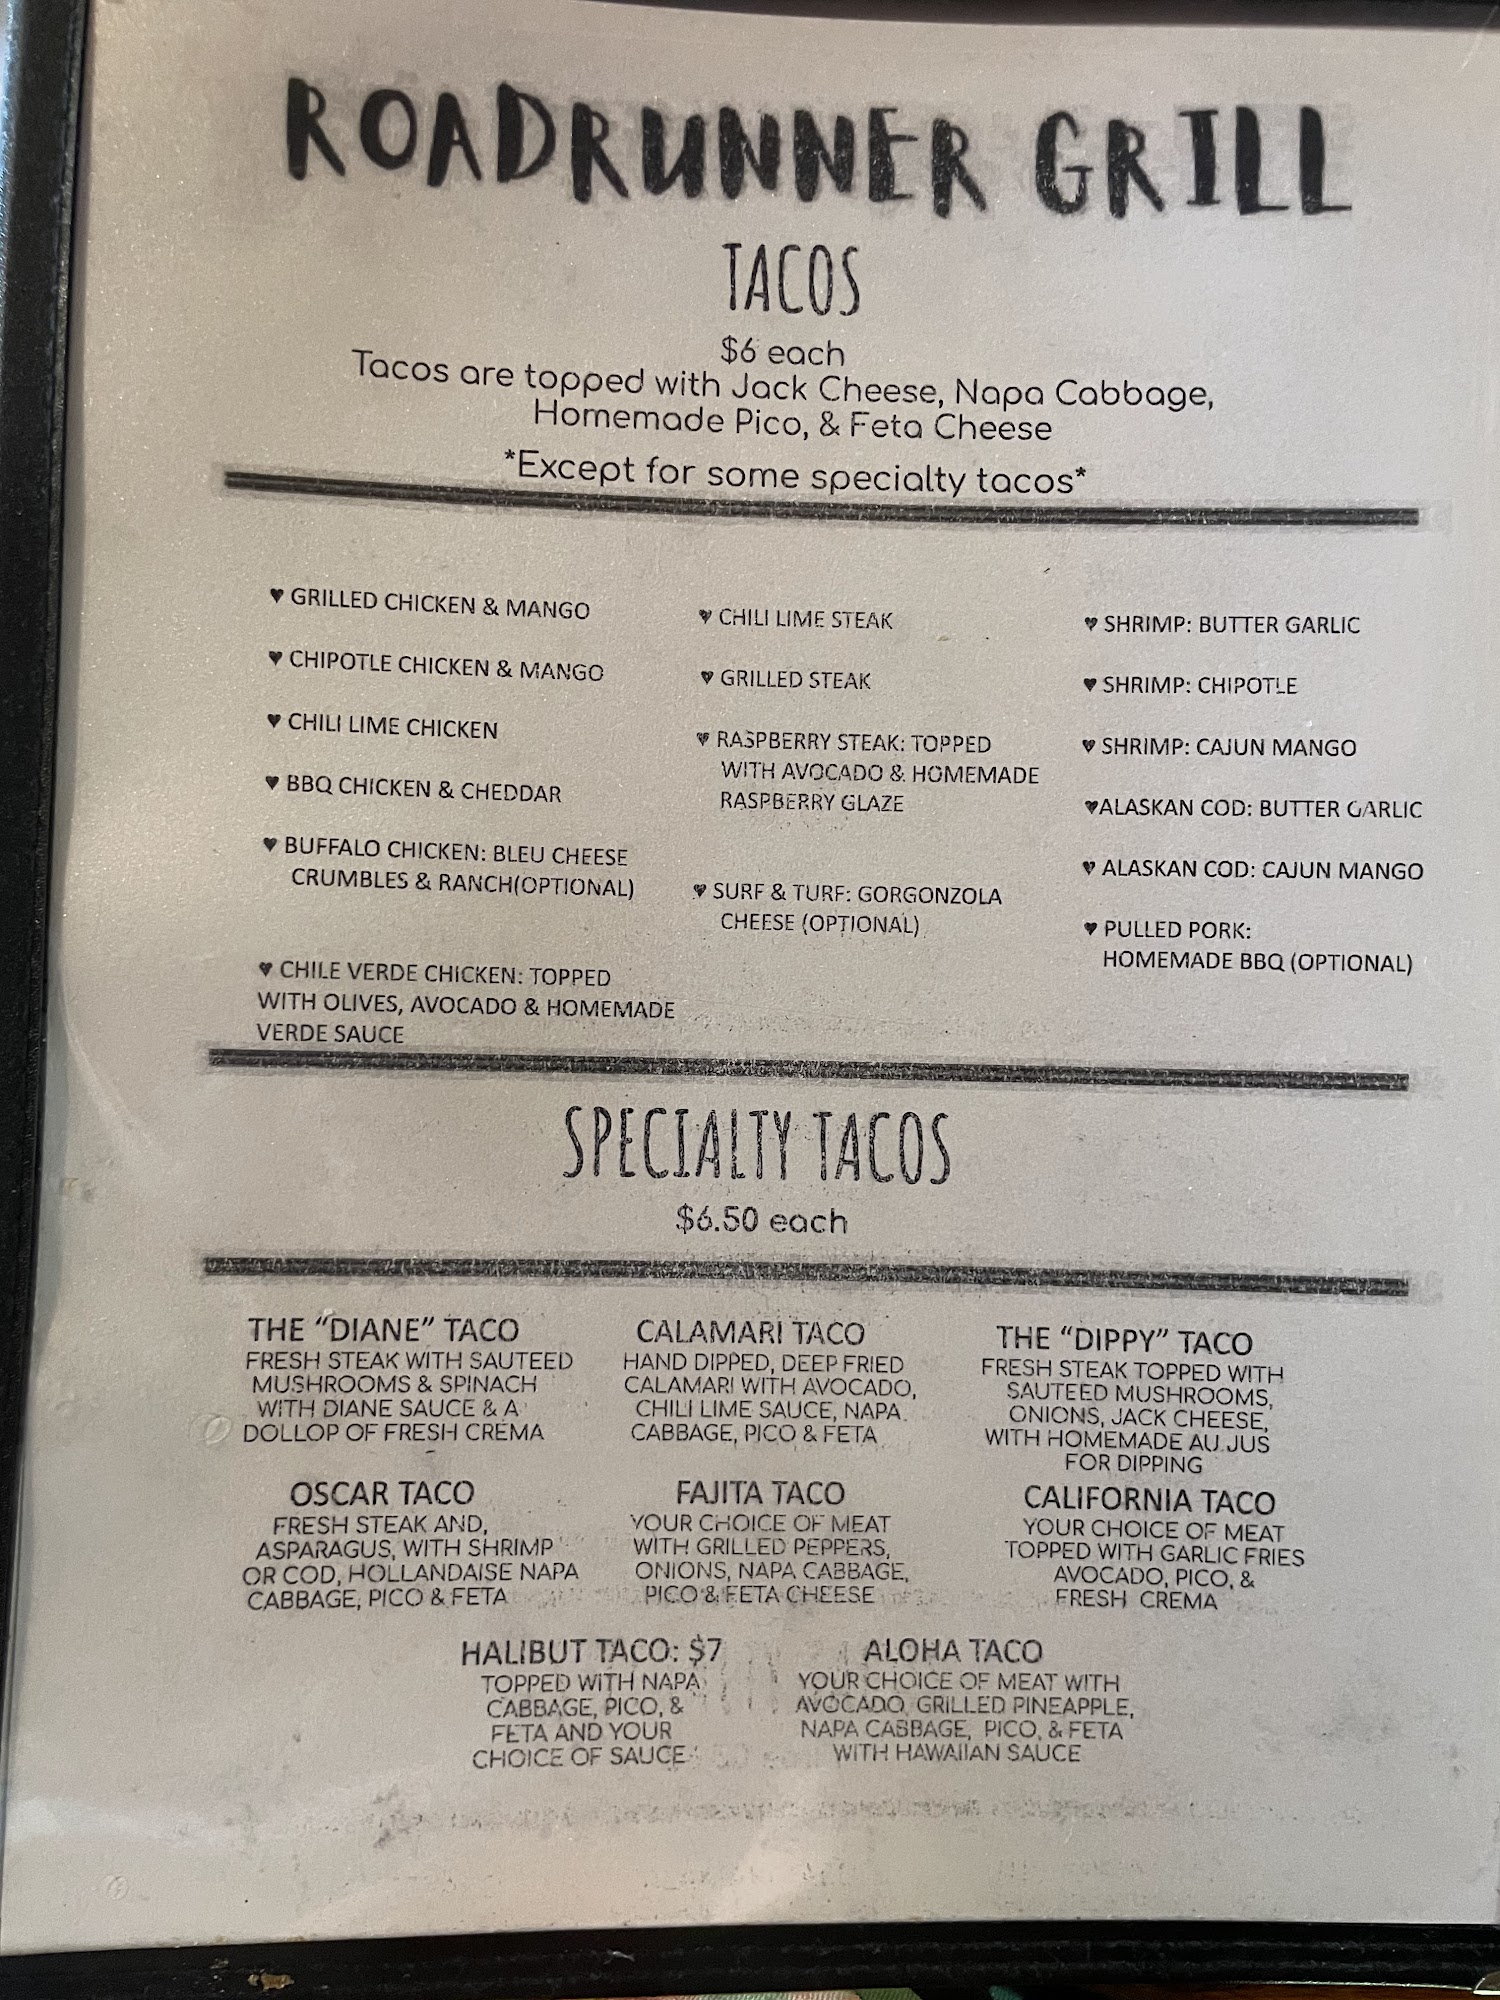 ROADRUNNER GRILL
TACOS
$6 each
Tacos are topped with Jack Cheese, Napa Cabbage,
Homemade Pico, & Feta Cheese
*Except for some specialty tacos*
♥ GRILLED CHICKEN & MANGO
♥ CHIPOTLE CHICKEN & MANGO
♥ CHILI LIME CHICKEN
♥ BBQ CHICKEN & CHEDDAR
♥ BUFFALO CHICKEN: BLEU CHEESE
CRUMBLES & RANCH(OPTIONAL)
♥ CHILE VERDE CHICKEN: TOPPED
WITH OLIVES, AVOCADO & HOMEMADE
VERDE SAUCE
♥ CHILI LIME STEAK
♥ GRILLED STEAK
♥ RASPBERRY STEAK: TOPPED
WITH AVOCADO & HOMEMADE
RASPBERRY GLAZE
♥ SURF & TURF: GORGONZOLA
CHEESE (OPTIONAL)
♥ SHRIMP: BUTTER GARLIC
♥ SHRIMP: CHIPOTLE
♥ SHRIMP: CAJUN MANGO
♥ALASKAN COD: BUTTER GARLIC
♥ ALASKAN COD: CAJUN MANGO
♥ PULLED PORK:
HOMEMADE BBQ (OPTIONAL)
SPECIALTY TACOS
$6.50 each
THE “DIANE” TACO
FRESH STEAK WITH SAUTEED
MUSHROOMS & SPINACH
WITH DIANE SAUCE & A
DOLLOP OF FRESH CREMA
CALAMARI TACO
HAND DIPPED, DEEP FRIED
CALAMARI WITH AVOCADO,
CHILI LIME SAUCE, NAPA
CABBAGE, PICO & FETA
THE “DIPPY” TACO
FRESH STEAK TOPPED WITH
SAUTEED MUSHROOMS,
ONIONS, JACK CHEESE,
WITH HOMEMADE AU JUS
FOR DIPPING
OSCAR TACO
FRESH STEAK AND,
ASPARAGUS, WITH SHRIMP
OR COD, HOLLANDAISE NAPA
CABBAGE, PICO & FETA
FAJITA TACO
YOUR CHOICE OF MEAT
WITH GRILLED PEPPERS,
ONIONS, NAPA CABBAGE,
PICO & FETA CHEESE
CALIFORNIA TACO
YOUR CHOICE OF MEAT
TOPPED WITH GARLIC FRIES
AVOCADO, PICO, &
FRESH CREMA
HALIBUT TACO: $7
TOPPED WITH NAPA
CABBAGE, PICO, &
FETA AND YOUR
CHOICE OF SAUCE
ALOHA TACO
YOUR CHOICE OF MEAT WITH
AVOCADO, GRILLED PINEAPPLE,
NAPA CABBAGE, PICO, & FETA
WITH HAWAIIAN SAUCE